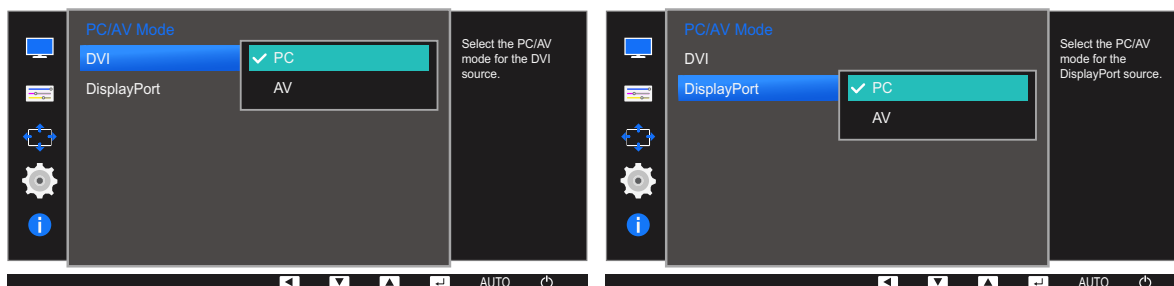 PC/AV Mode
DVI
PC
DisplayPort
AV
Select the PC/AV
mode for the DVI
source.
AUTO
PC/AV Mode
DVI
DisplayPort
PC
AV
Select the PC/AV
mode for the
DisplayPort source.
AUTO